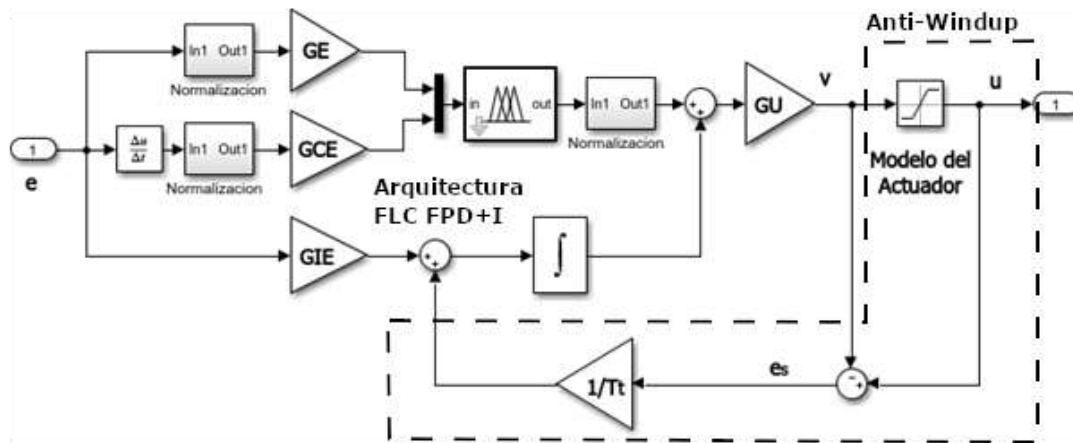 Anti-Windup
In1 Out1
GE
Normalizacion
in
out
In1 Out1
Normalizacion
++
GU
v
u
1
Modelo del
Actuador
1
e
Δu
Δt
In1 Out1
GCE
Normalizacion
Arquitectura
FLC FPD+I
GIE
++
∫
1/Tt
es
-+